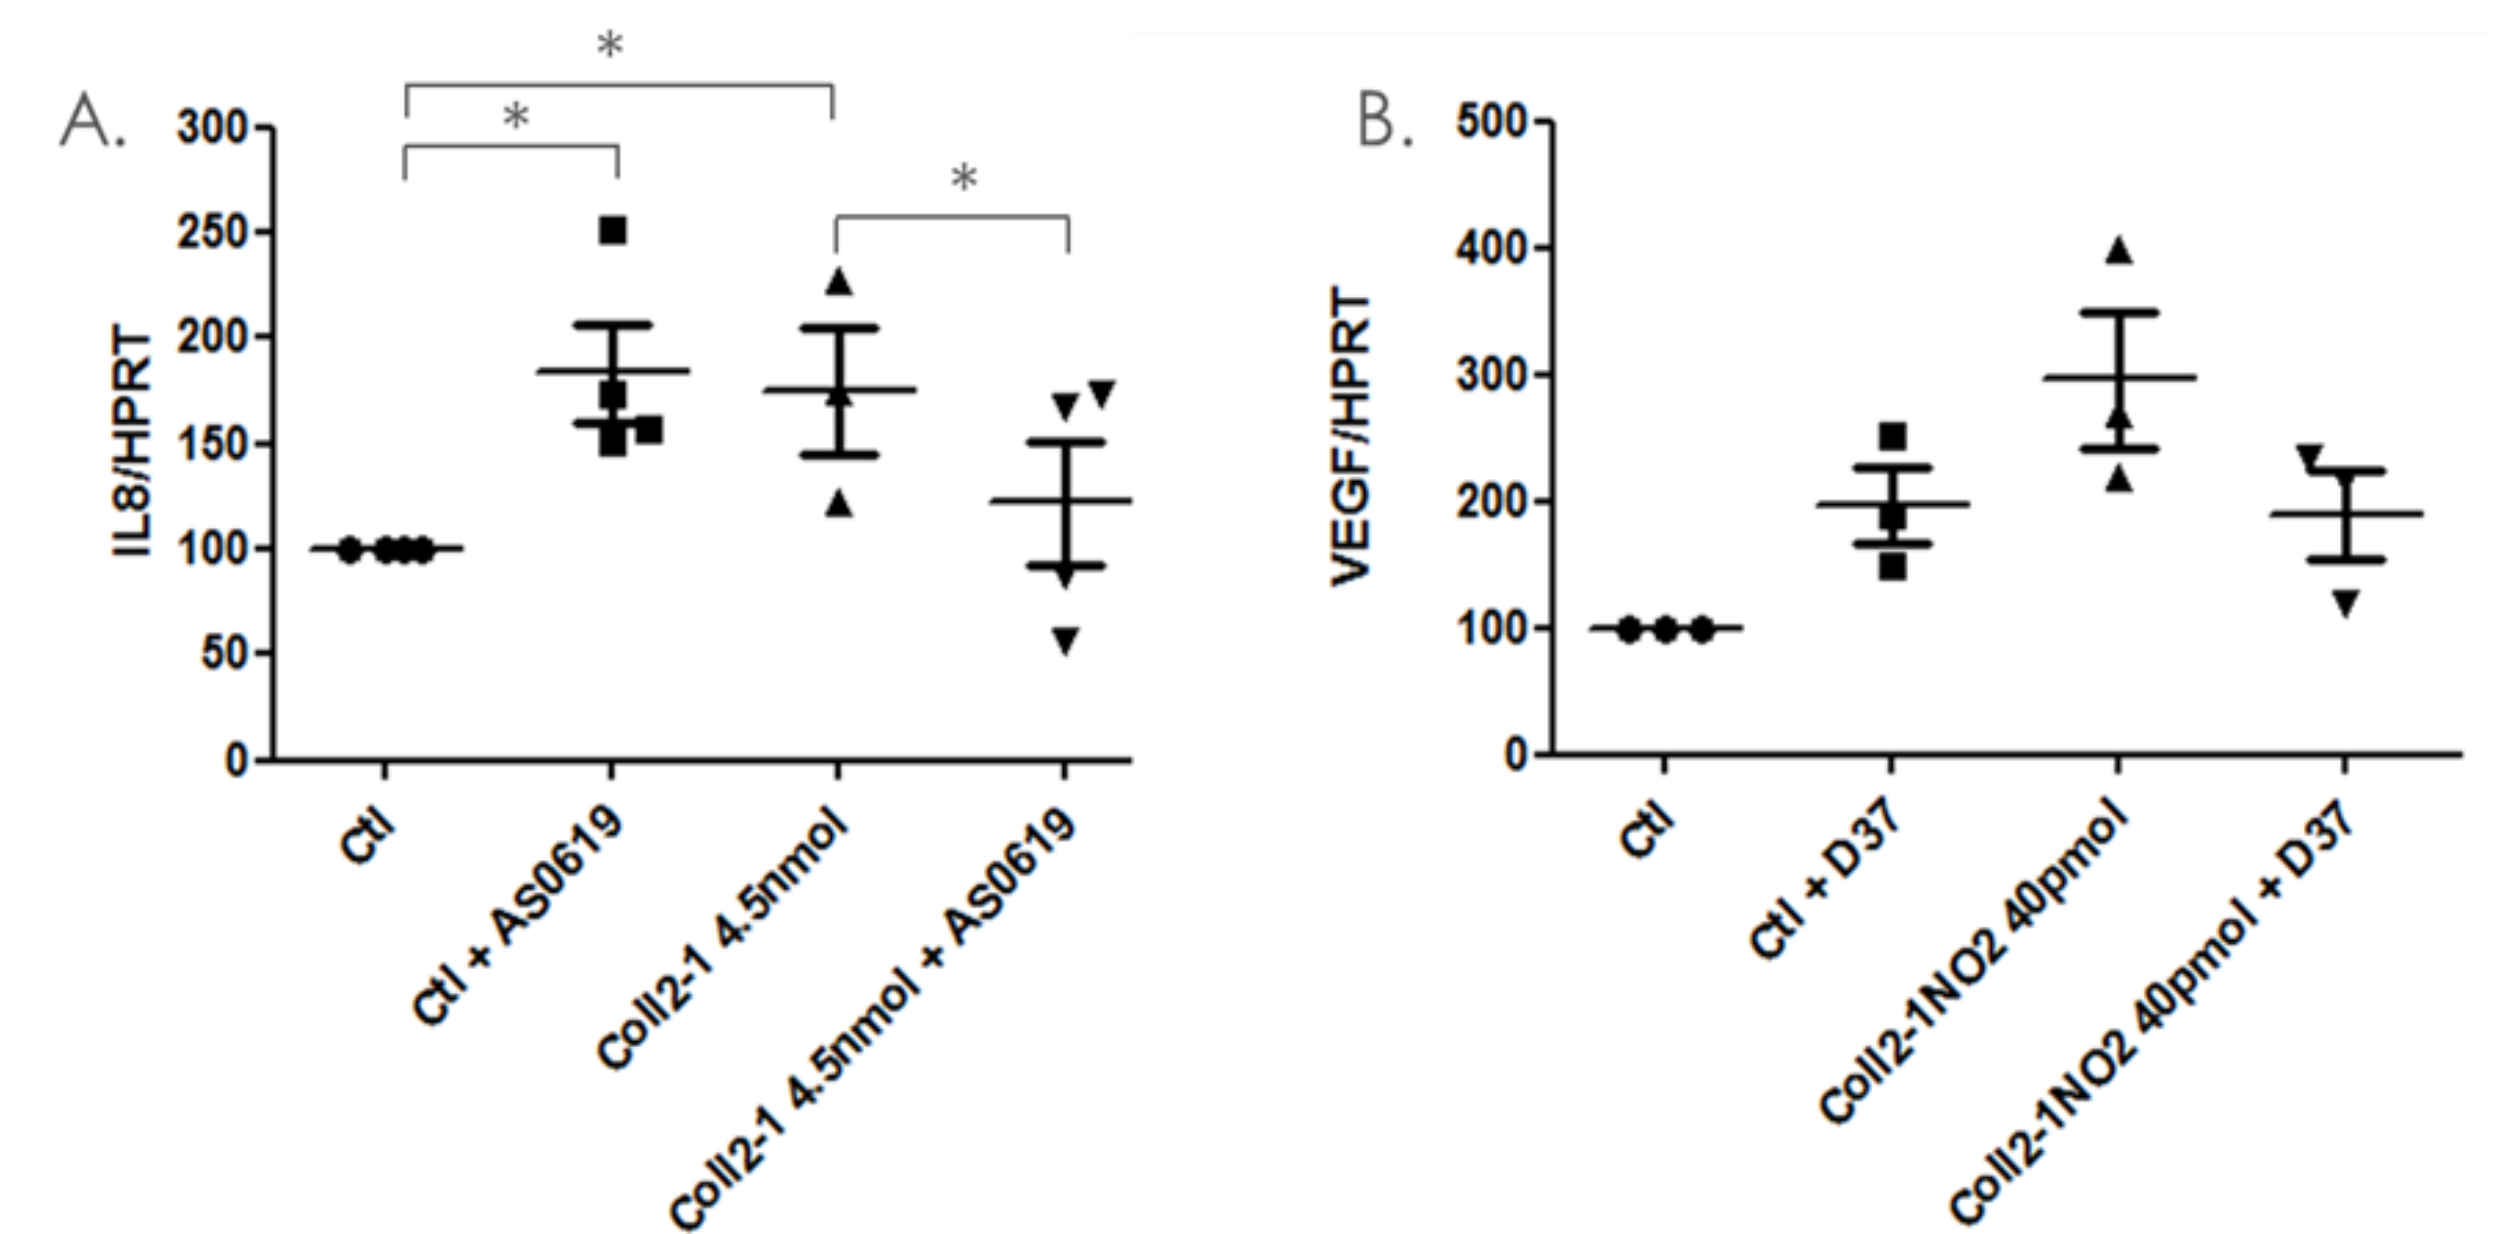 A.
IL8/HPRT
300
250
200
150
100
50
0
*
*
*
Ctl
Ctl + AS0619
Coll2-1 4.5nmol
Coll2-1 4.5nmol + AS0619
B.
VEGF/HPRT
500
400
300
200
100
0
Ctl
Ctl + D37
Coll2-1NO2 40pmol
Coll2-1NO2 40pmol + D37